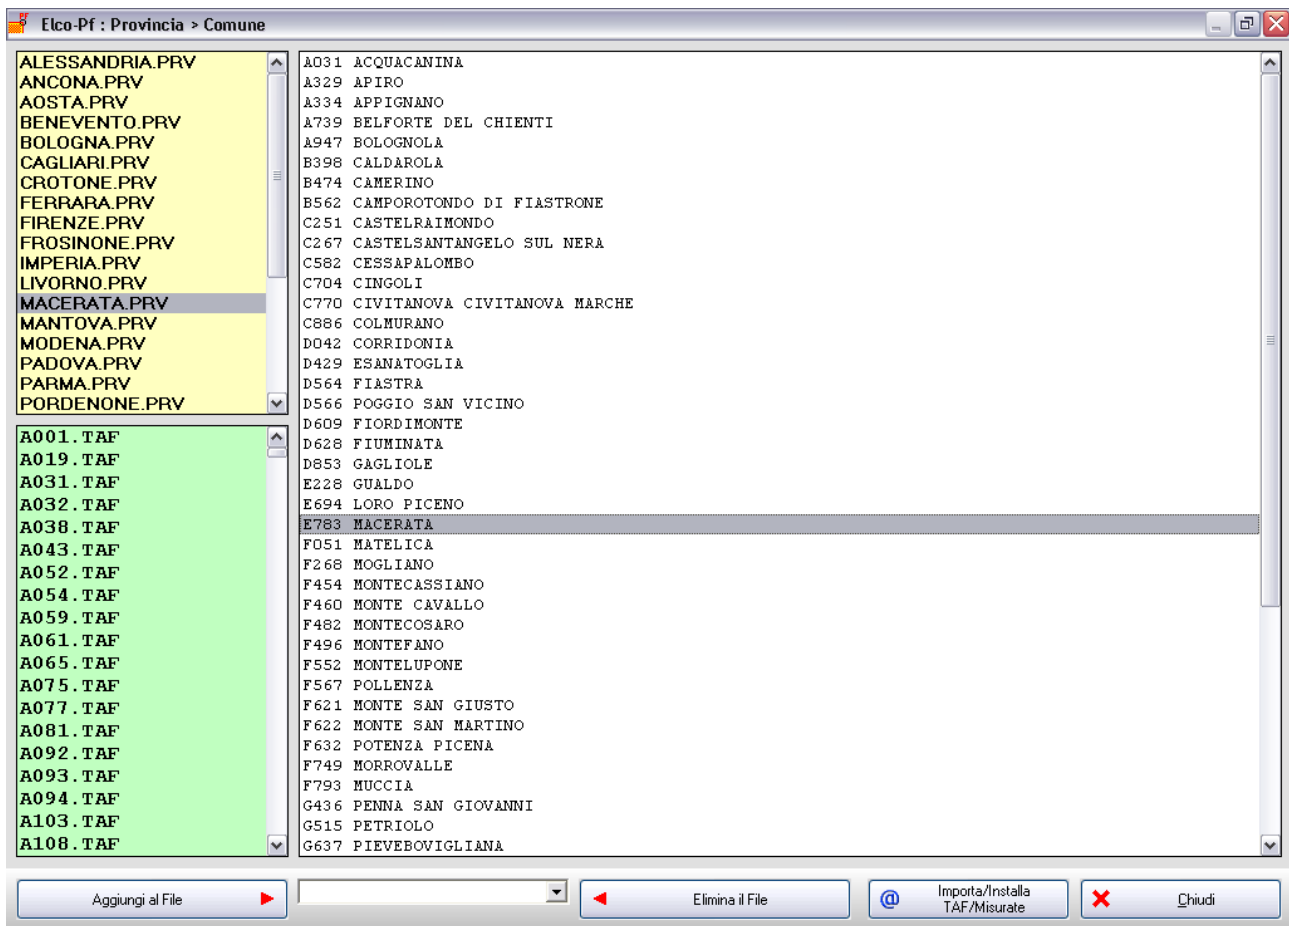 Elco-Pf : Provincia > Comune
ALESSANDRIA.PRV
ANCONA.PRV
AOSTA.PRV
BENEVENTO.PRV
BOLOGNA.PRV
CAGLIARI.PRV
CROTONE.PRV
FERRARA.PRV
FIRENZE.PRV
FROSINONE.PRV
IMPERIA.PRV
LIVORNO.PRV
MACERATA.PRV
MANTOVA.PRV
MODENA.PRV
PADOVA.PRV
PARMA.PRV
PORDENONE.PRV
A001.TAF
A019.TAF
A031.TAF
A032.TAF
A038.TAF
A043.TAF
A052.TAF
A054.TAF
A059.TAF
A061.TAF
A065.TAF
A075.TAF
A077.TAF
A081.TAF
A092.TAF
A093.TAF
A094.TAF
A103.TAF
A108.TAF
A031 ACQUACANINA
A329 APIRO
A334 APPIGNANO
A739 BELFORTE DEL CHIENTI
A947 BOLOGNOLA
B398 CALDAROLA
B474 CAMERINO
B562 CAMPOROTONDO DI FIASTRONE
C251 CASTELRAIMONDO
C267 CASTELSANTANGELO SUL NERA
C582 CESSAPALOMBO
C704 CINGOLI
C770 CIVITANOVA CIVITANOVA MARCHE
C886 COLMURANO
D042 CORRIDONIA
D429 ESANATOGLIA
D564 FIASTRA
D566 POGGIO SAN VICINO
D609 FIORDIMONTE
D628 FIUMINATA
D853 GAGLIOLE
E228 GUALDO
E694 LORO PICENO
E783 MACERATA
F051 MATELICA
F268 MOGLIANO
F454 MONTECASSIANO
F460 MONTE CAVALLO
F482 MONTECOSARO
F496 MONTEFANO
F552 MONTELUPONE
F567 POLLENZA
F621 MONTE SAN GIUSTO
F622 MONTE SAN MARTINO
F632 POTENZA PICENA
F749 MORROVALLE
F793 MUCCIA
G436 PENNA SAN GIOVANNI
G515 PETRIOLO
G637 PIEVEBOVIGLIANA
Aggiungi al File
Elimina il File
@ Importa/Installa
TAF/Misurate
Chiudi